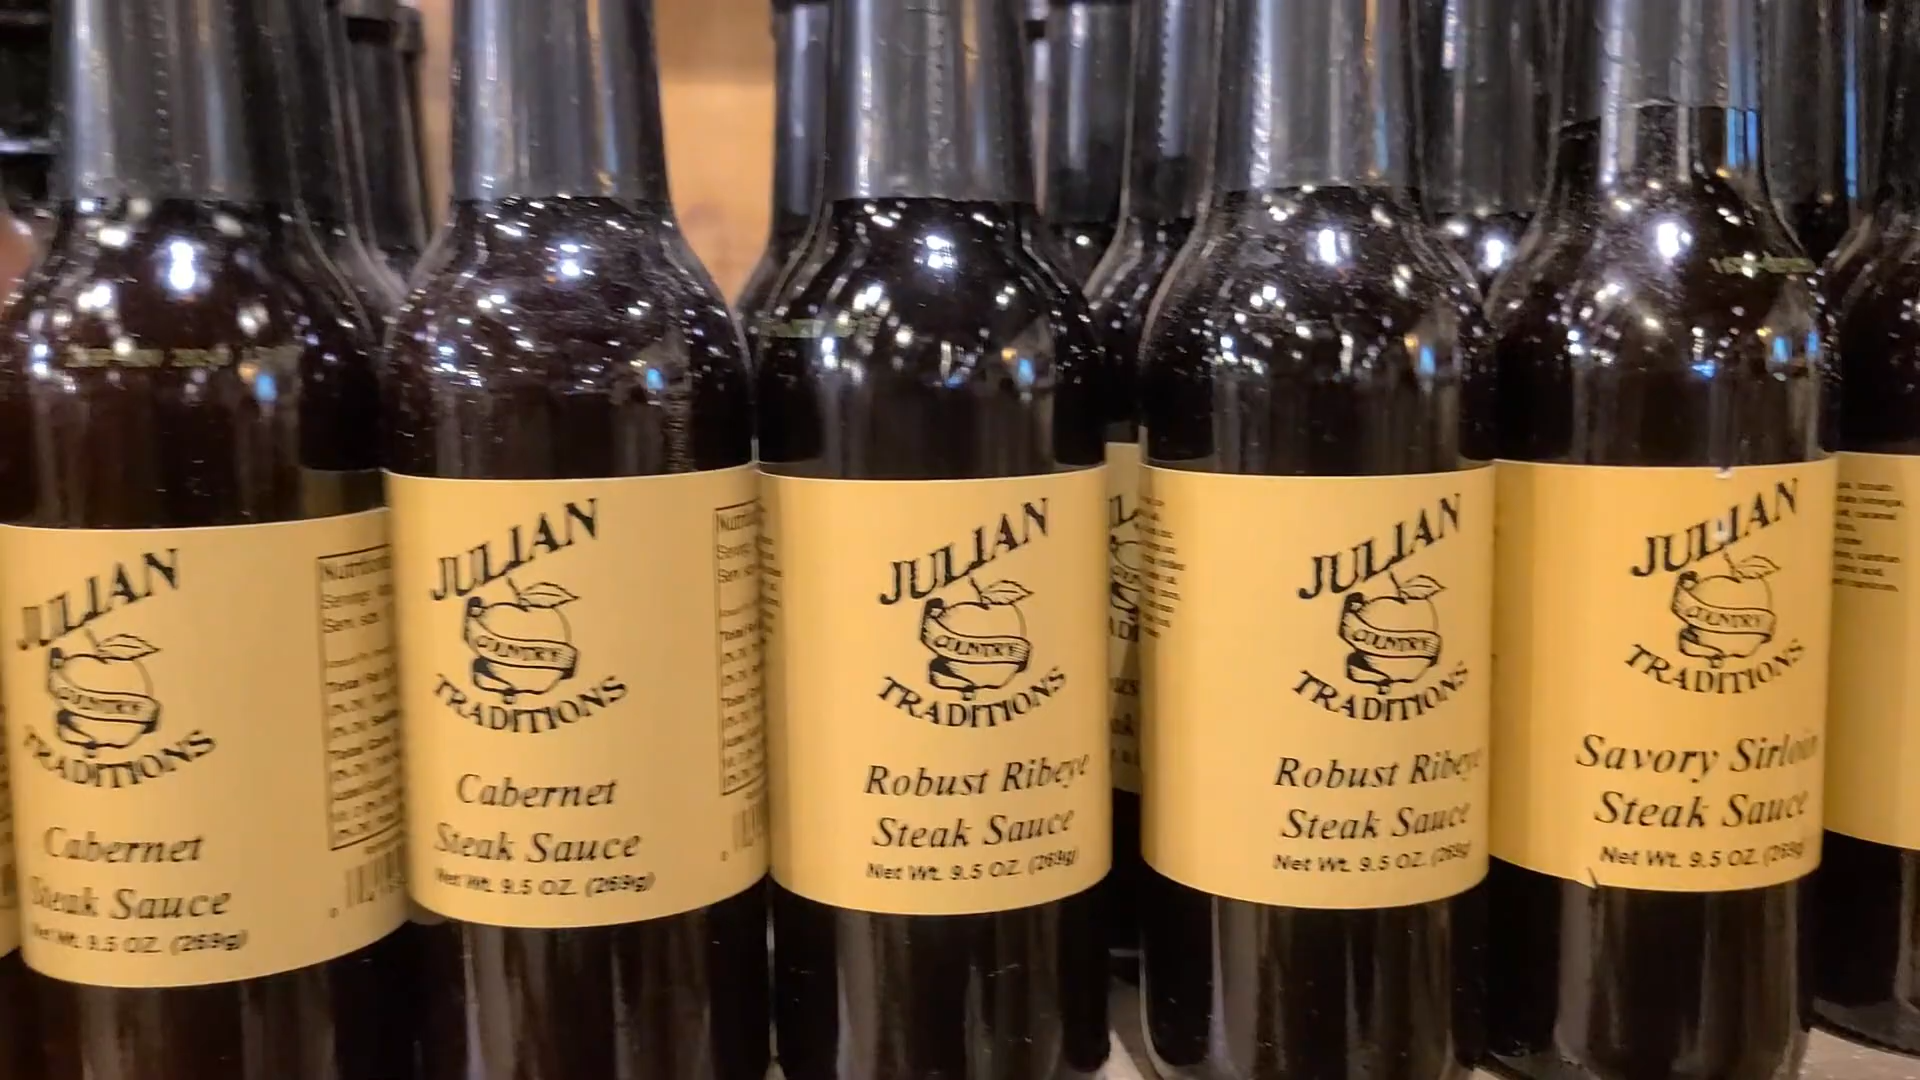 JULIAN
COUNTRY
TRADITIONS
Cabernet
Steak Sauce
Net Wt. 9.5 OZ. (269g)
JULIAN
COUNTRY
TRADITIONS
Cabernet
Steak Sauce
Net Wt. 9.5 OZ. (269g)
JULIAN
COUNTRY
TRADITIONS
Robust Ribeye
Steak Sauce
Net Wt. 9.5 OZ. (269g)
JULIAN
COUNTRY
TRADITIONS
Robust Ribeye
Steak Sauce
Net Wt. 9.5 OZ. (269g)
JULIAN
COUNTRY
TRADITIONS
Savory Sirloin
Steak Sauce
Net Wt. 9.5 OZ. (269g)